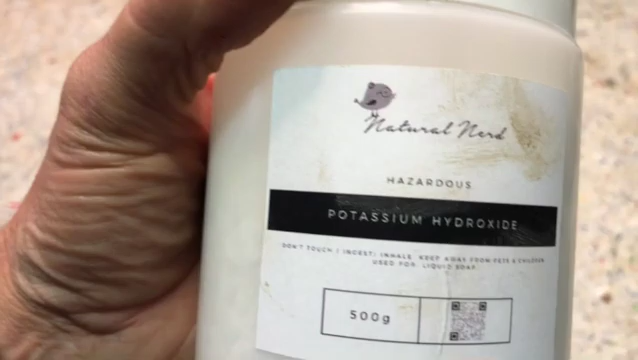 Natural Nerd
HAZARDOUS
POTASSIUM HYDROXIDE
DON'T TOUCH | INGEST| INHALE. KEEP AWAY FROM PETS & CHILDREN
USED FOR: LIQUID SOAP
500g